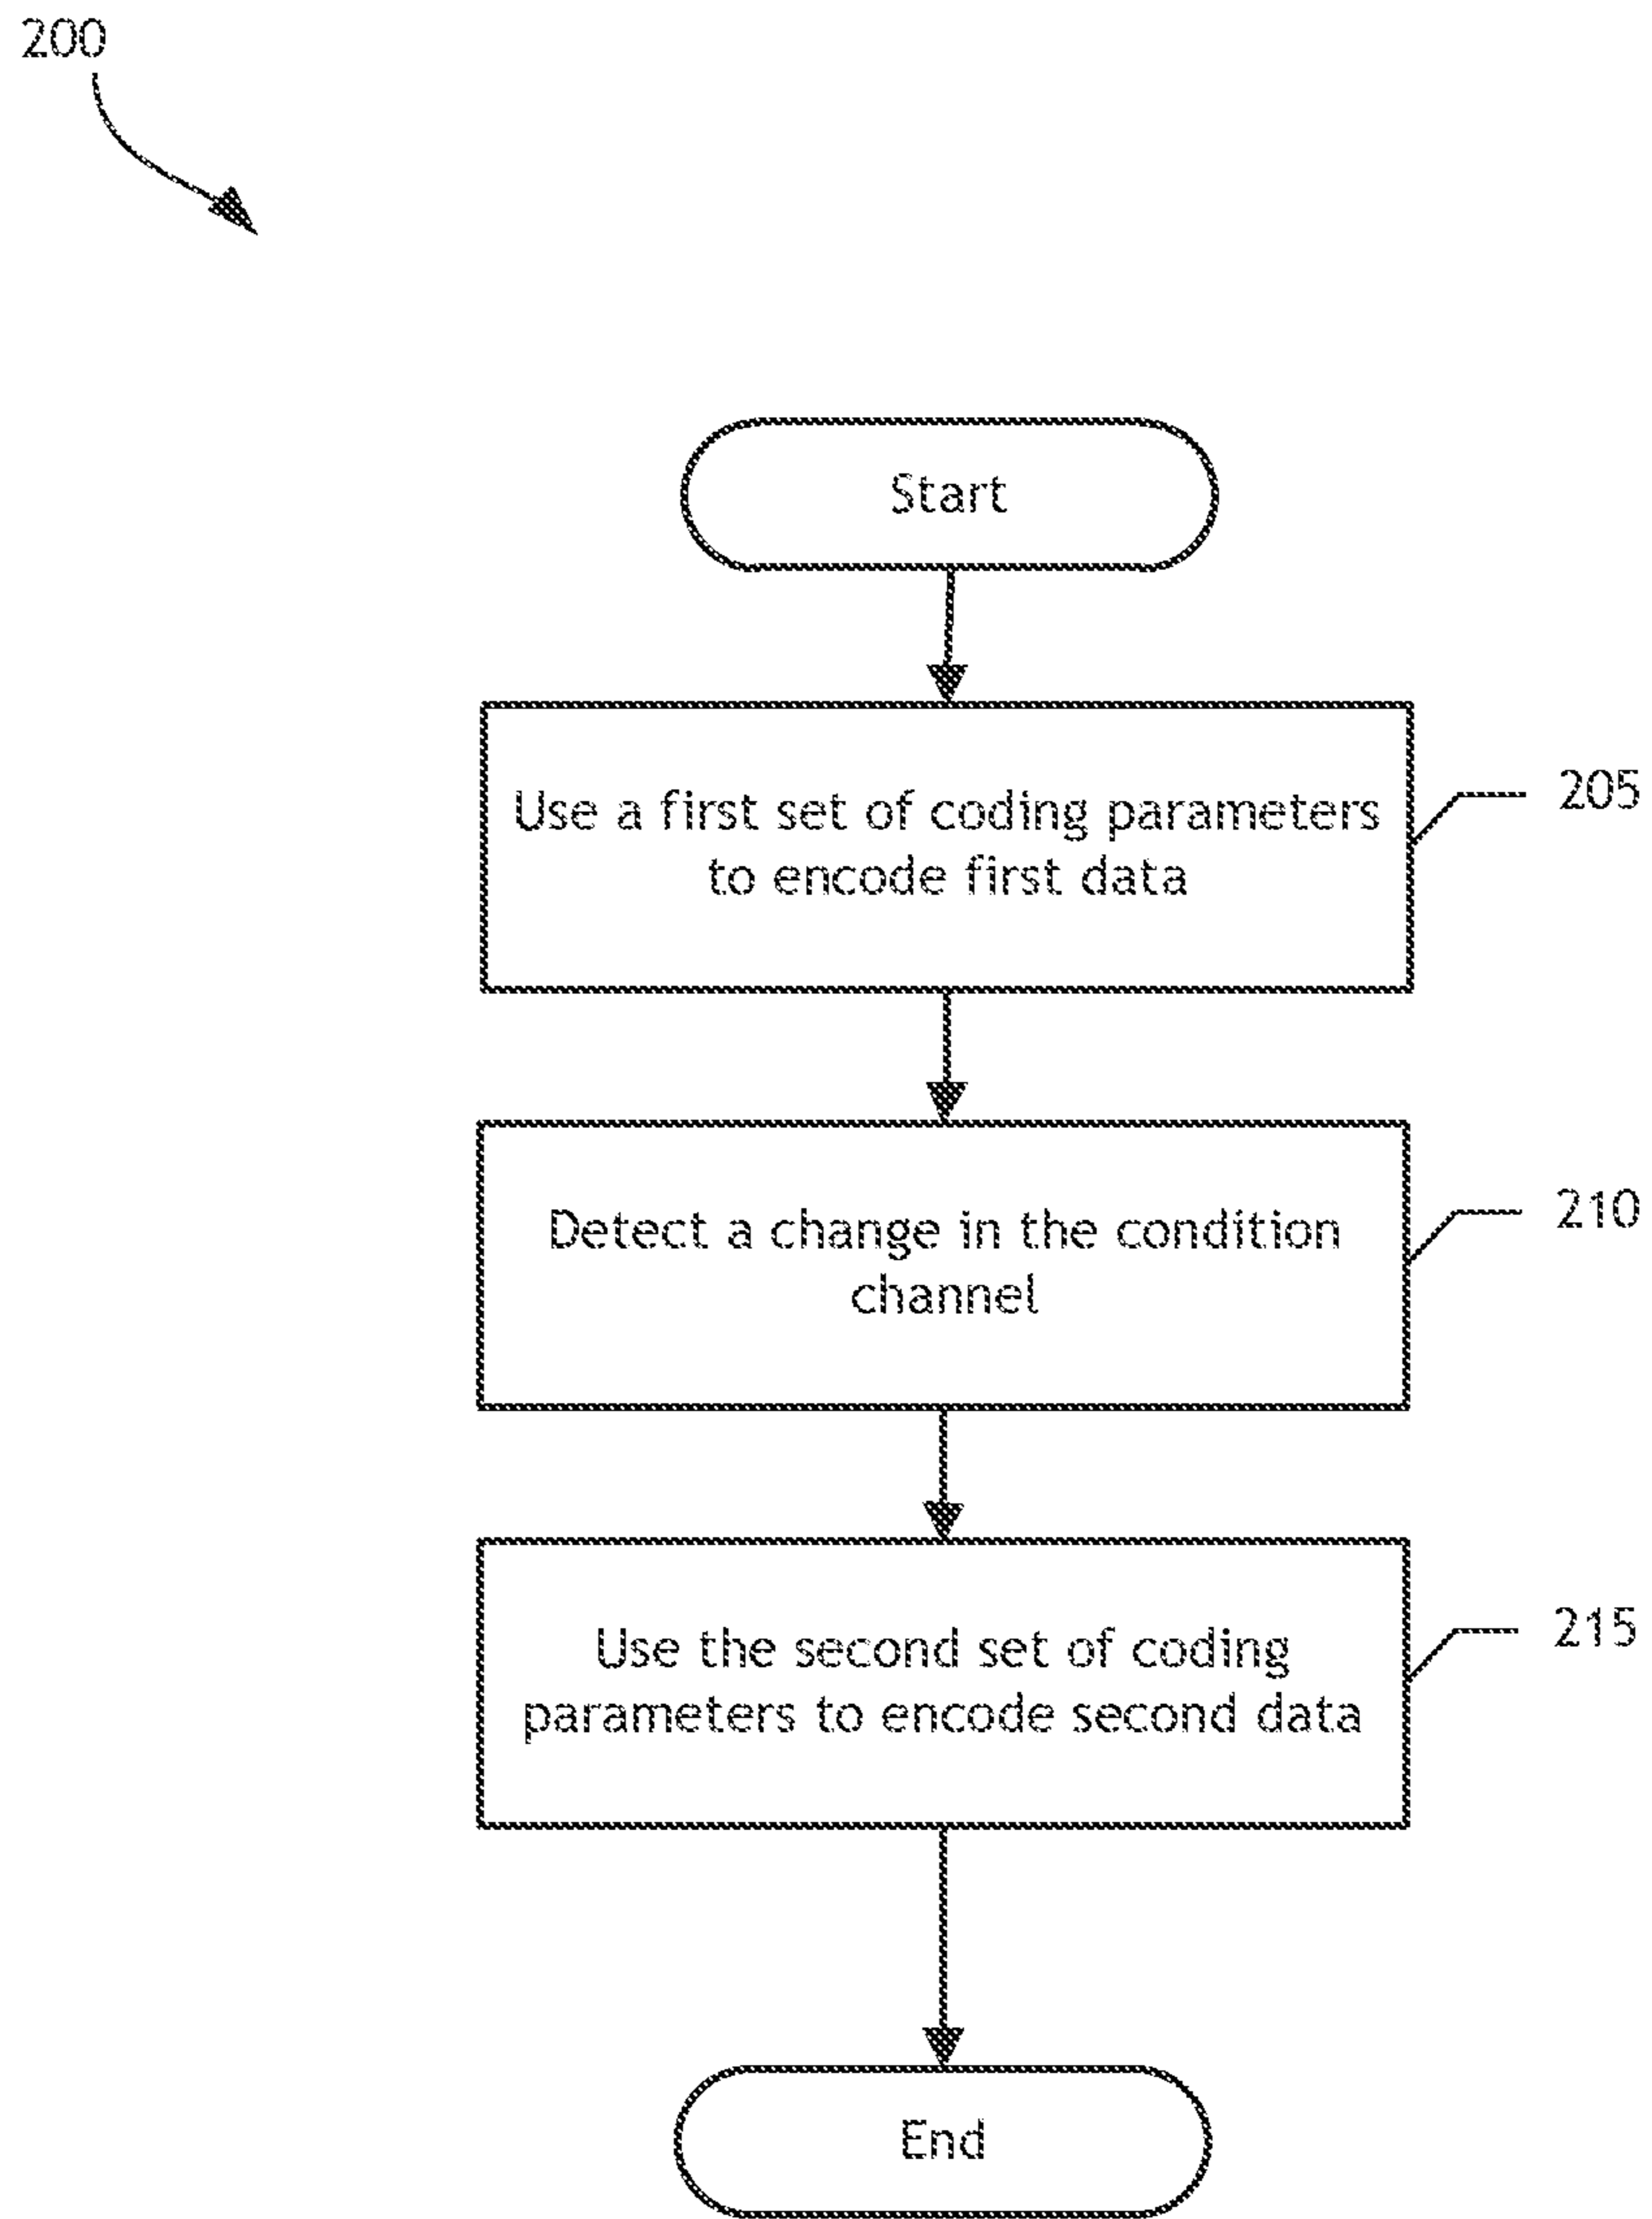 200
Start
Use a first set of coding parameters
to encode first data
205
Detect a change in the condition
channel
210
Use the second set of coding
parameters to encode second data
215
End